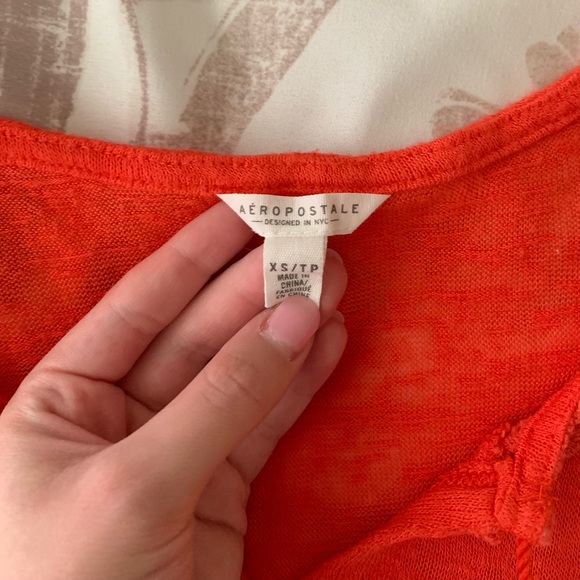 AÉROPOSTALE
— DESIGNED IN NYC —
XS/TP
MADE IN
CHINA/
FABRIQUÉ
EN CHINE